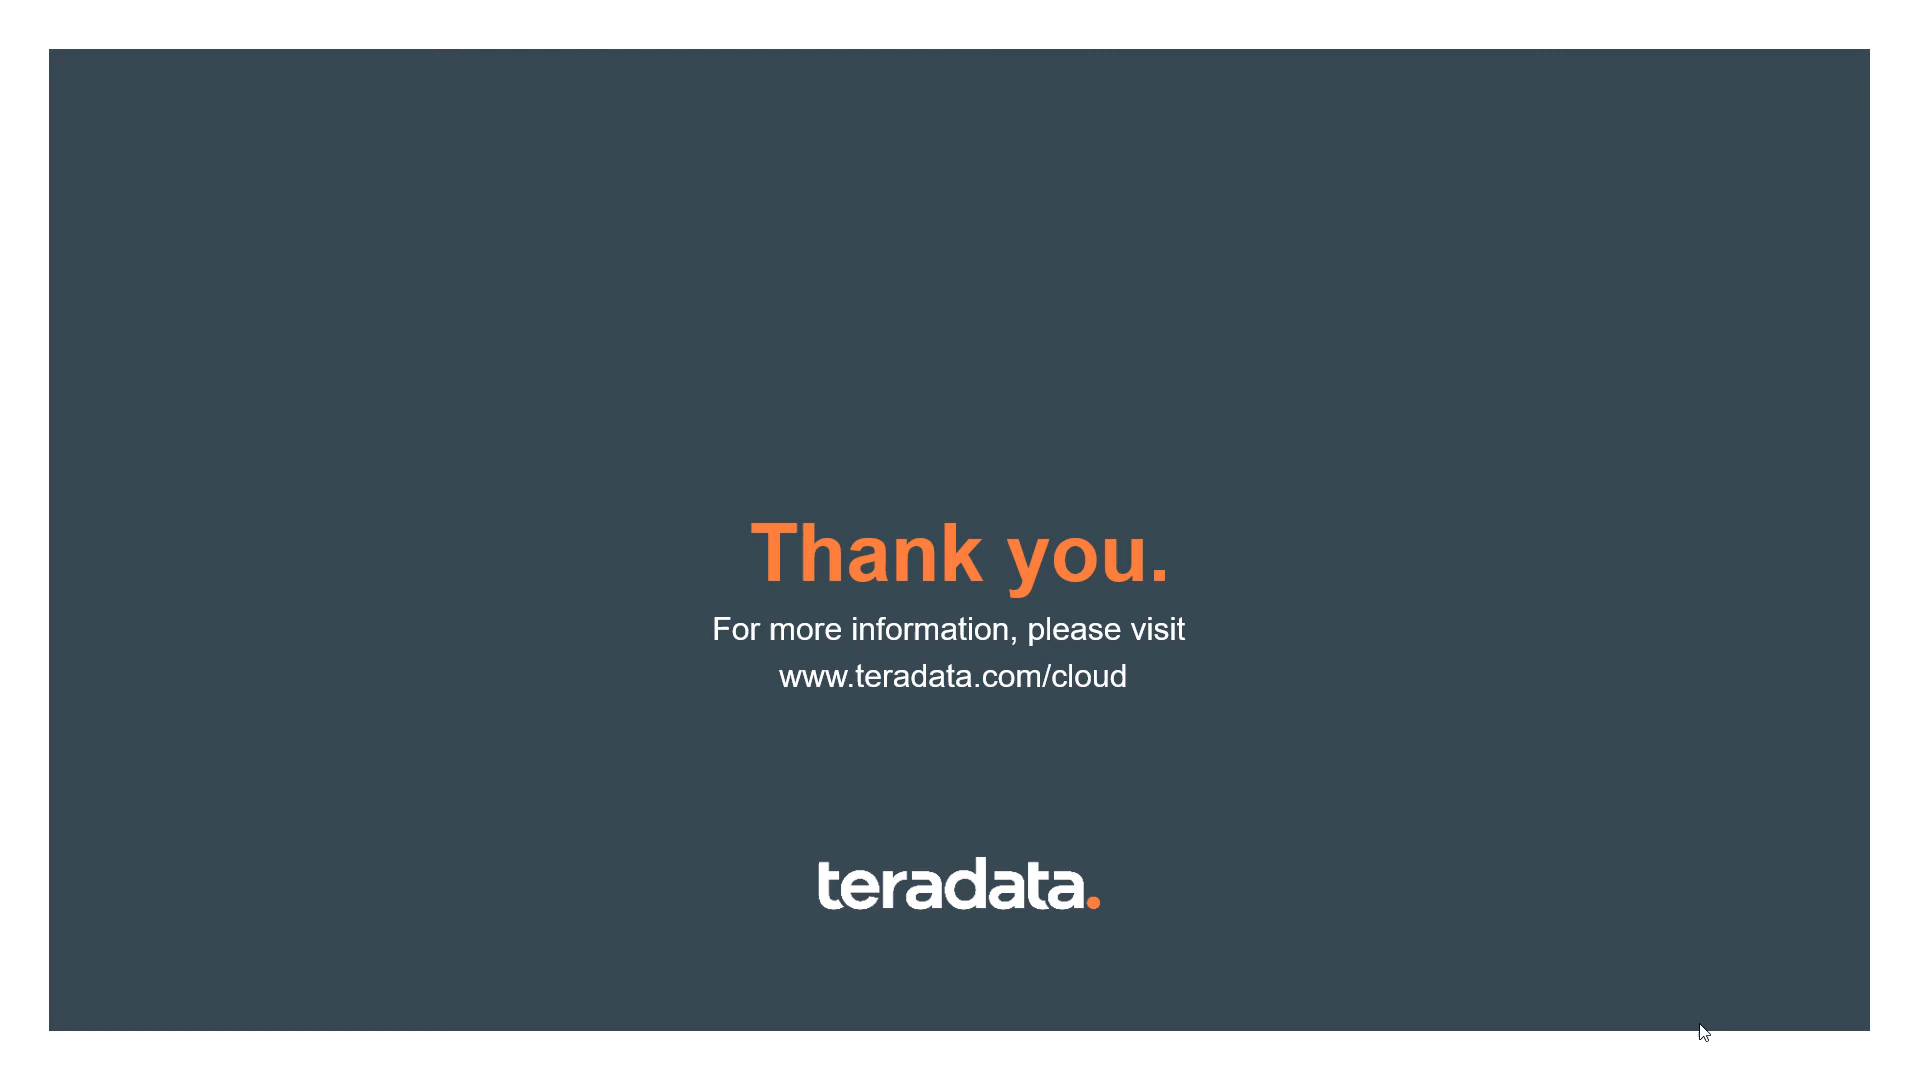 Thank you.
For more information, please visit
www.teradata.com/cloud
teradata.